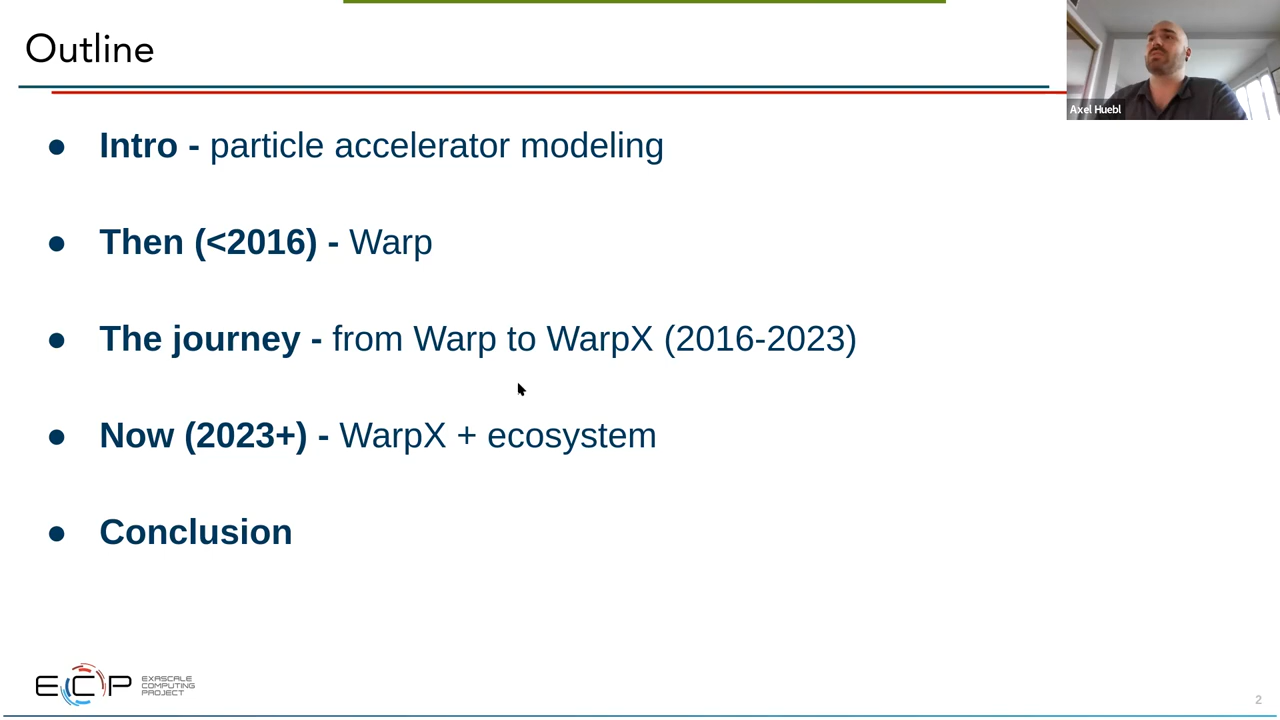 Outline
Axel Huebl
● Intro - particle accelerator modeling
● Then (<2016) - Warp
● The journey - from Warp to WarpX (2016-2023)
● Now (2023+) - WarpX + ecosystem
● Conclusion
ECP
EXASCALE
COMPUTING
PROJECT
2